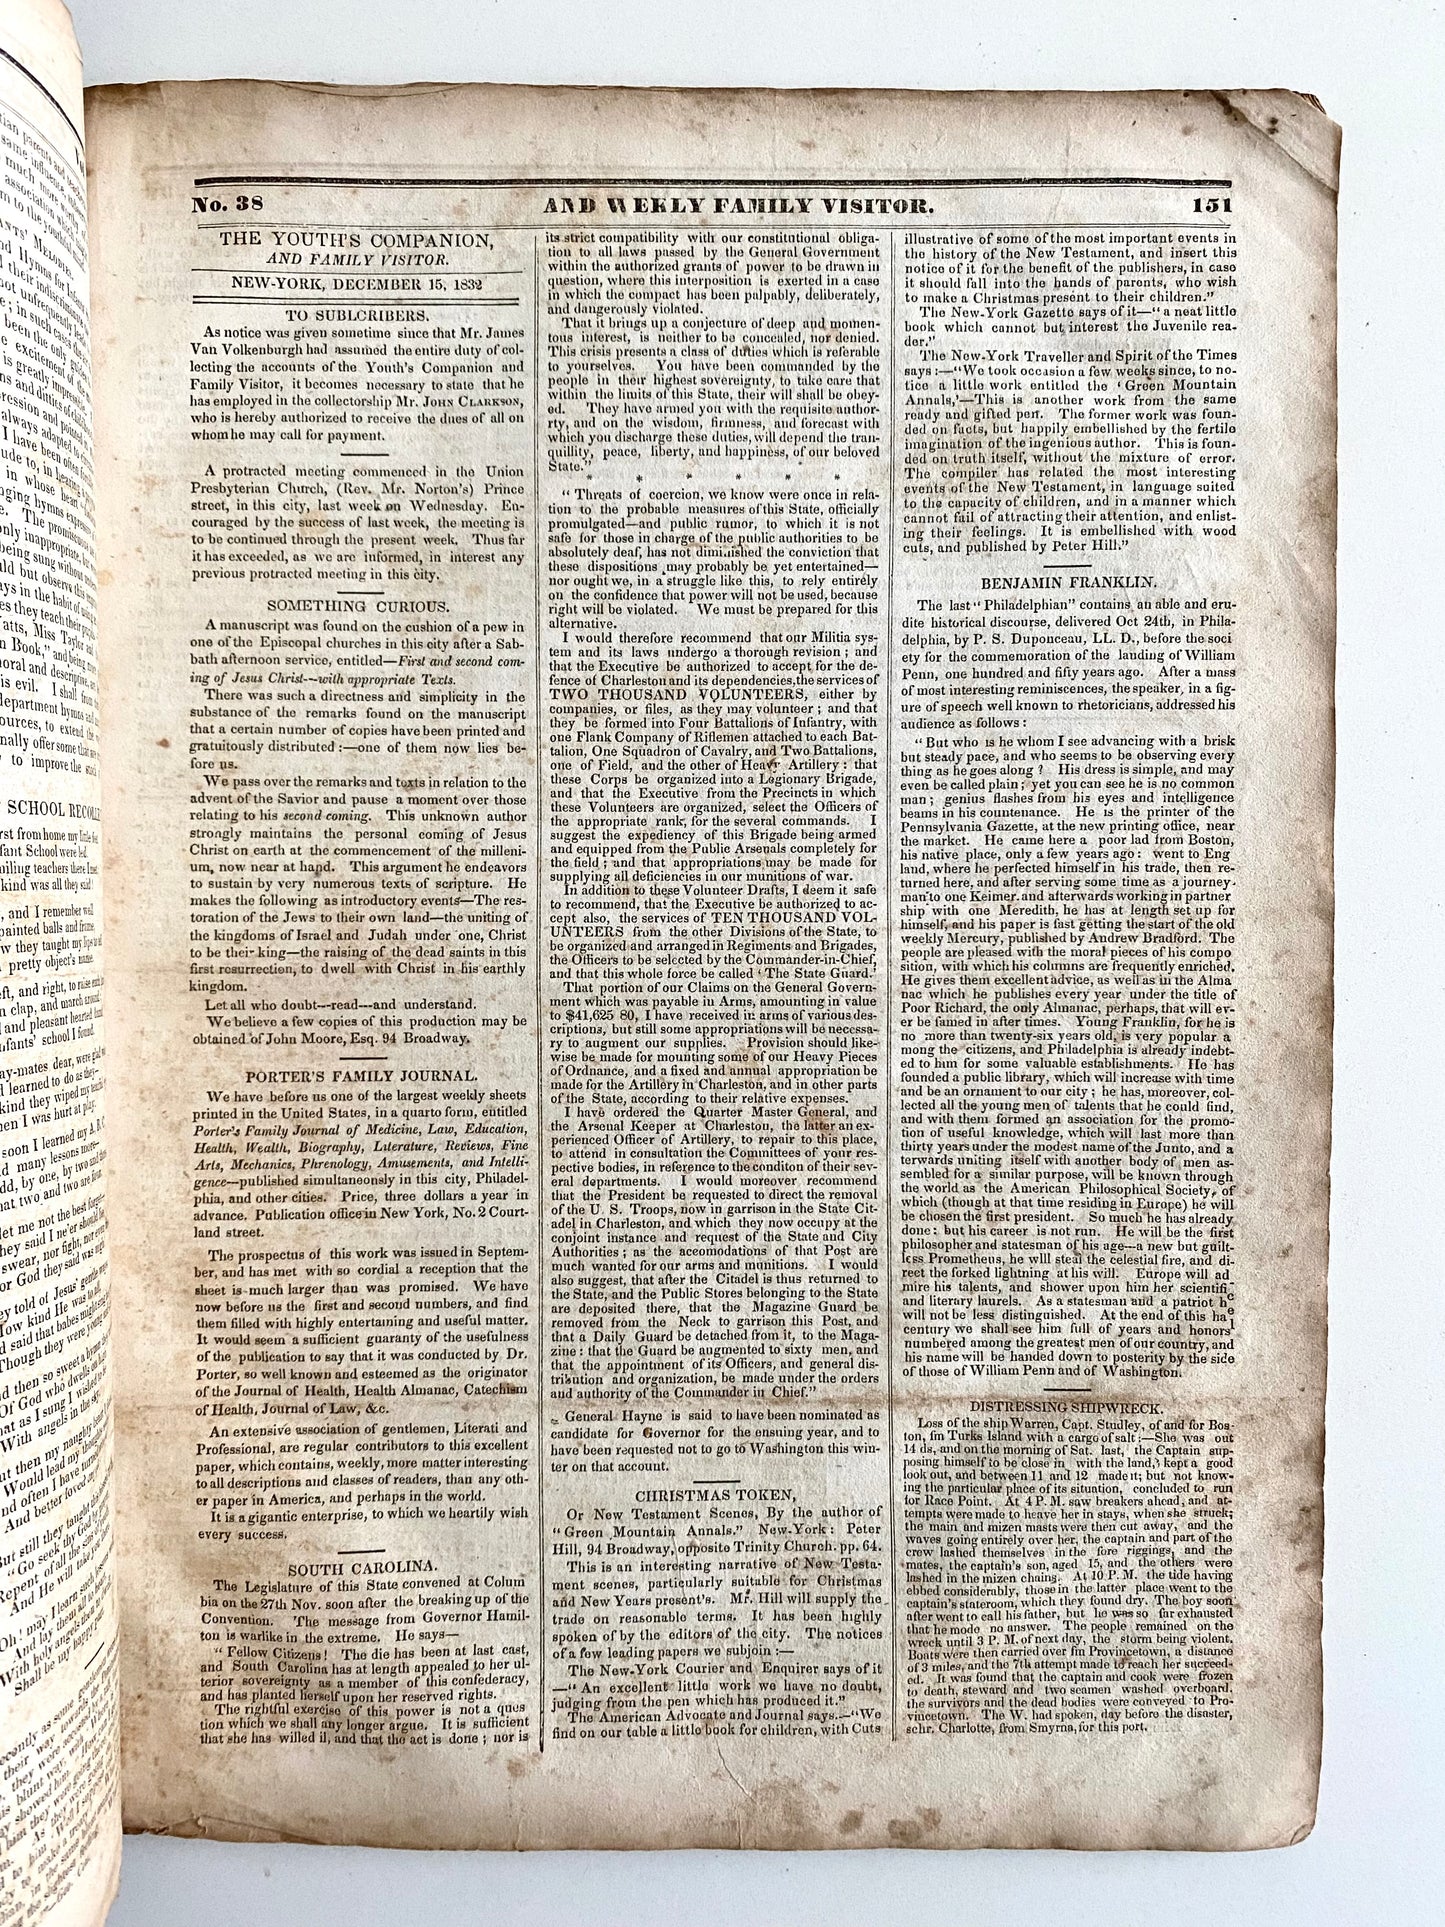 No. 38
AND WEEKLY FAMILY VISITOR.
151
THE YOUTH'S COMPANION,
AND FAMILY VISITOR.
NEW-YORK, DECEMBER 15, 1832
TO SUBLCRIBERS.
As notice was given sometime since that Mr. James
Van Volkenburgh had assumed the entire duty of col-
lecting the accounts of the Youth's Companion and
Family Visitor, it becomes necessary to state that he
has employed in the collectorship Mr. JOHN CLARKSON,
who is hereby authorized to receive the dues of all on
whom he may call for payment.
A protracted meeting commenced in the Union
Presbyterian Church, (Rev. Mr. Norton's) Prince
street, in this city, last week on Wednesday. En-
couraged by the success of last week, the meeting is
to be continued through the present week. Thus far
it has exceeded, as we are informed, in interest any
previous protracted meeting in this city.
SOMETHING CURIOUS.
A manuscript was found on the cushion of a pew in
one of the Episcopal churches in this city after a Sab-
bath afternoon service, entitled—First and second com-
ing of Jesus Christ--with appropriate Texts.
There was such a directness and simplicity in the
substance of the remarks found on the manuscript
that a certain number of copies have been printed and
gratuitously distributed:—one of them now lies be-
fore us.
We pass over the remarks and texts in relation to the
advent of the Savior and pause a moment over those
relating to his second coming. This unknown author
strongly maintains the personal coming of Jesus
Christ on earth at the commencement of the milleni-
um, now near at hand. This argument he endeavors
to sustain by very numerous texts of scripture. He
makes the following as introductory events—The res-
toration of the Jews to their own land—the uniting of
the kingdoms of Israel and Judah under one, Christ
to be their king—the raising of the dead saints in this
first resurrection, to dwell with Christ in his earthly
kingdom.
Let all who doubt---read---and understand.
We believe a few copies of this production may be
obtained of John Moore, Esq. 94 Broadway.
PORTER'S FAMILY JOURNAL.
We have before us one of the largest weekly sheets
printed in the United States, in a quarto form, entitled
Porter's Family Journal of Medicine, Law, Education,
Health, Wealth, Biography, Literature, Reviews, Fine
Arts, Mechanics, Phrenology, Amusements, and Intelli-
gence—published simultaneonsly in this city, Philadel-
phia, and other cities. Price, three dollars a year in
advance. Publication office in New York, No. 2 Court-
land street.
The prospectus of this work was issued in Septem-
ber, and has met with so cordial a reception that the
sheet is much larger than was promised. We have
now before us the first and second numbers, and find
them filled with highly entertaining and useful matter.
It would seem a sufficient guaranty of the usefulness
of the publication to say that it was conducted by Dr.
Porter, so well known and esteemed as the originator
of the Journal of Health, Health Almanac, Catechism
of Health, Journal of Law, &c.
An extensive association of gentlemen, Literati and
Professional, are regular contributors to this excellent
paper, which contains, weekly, more matter interesting
to all descriptions and classes of readers, than any oth-
er paper in America, and perhaps in the world.
It is a gigantic enterprise, to which we heartily wish
every success.
SOUTH CAROLINA.
The Legislature of this State convened at Colum
bia on the 27th Nov. soon after the breaking up of the
Convention. The message from Governor Hamil-
ton is warlike in the extreme. He says—
"Fellow Citizens! The die has been at last cast,
and South Carolina has at length appealed to her ul-
terior sovereignty as a member of this confederacy,
and has planted herself upon her reserved rights.
The rightful exercise of this power is not a ques
tion which we shall any longer argue. It is sufficient
that she has willed it, and that the act is done; nor is
its strict compatibility with our constitutional obliga-
tion to all laws passed by the General Government
within the authorized grants of power to be drawn in
question, where this interposition is exerted in a case
in which the compact has been palpably, deliberately,
and dangerously violated.
That it brings up a conjecture of deep and momen-
tous interest, is neither to be concealed, nor denied.
This crisis presents a class of duties which is referable
to yourselves. You have been commanded by the
people in their highest sovereignty, to take care that
within the limits of this State, their will shall be obey-
ed. They have armed you with the requisite author-
rty, and on the wisdom, firmness, and forecast with
which you discharge these duties, will depend the tran-
quillity, peace, liberty, and happiness, of our beloved
State."
* * * * * *
"Threats of coercion, we know were once in rela-
tion to the probable measures of this State, officially
promulgated—and public rumor, to which it is not
safe for those in charge of the public authorities to be
absolutely deaf, has not diminished the conviction that
these dispositions may probably be yet entertained—
nor ought we, in a struggle like this, to rely entirely
on the confidence that power will not be used, because
right will be violated. We must be prepared for this
alternative.
I would therefore recommend that our Militia sys-
tem and its laws undergo a thorough revision; and
that the Executive be authorized to accept for the de-
fence of Charleston and its dependencies, the services of
TWO THOUSAND VOLUNTEERS, either by
companies, or files, as they may volunteer; and that
they be formed into Four Battalions of Infantry, with
one Flank Company of Riflemen attached to each Bat-
talion, One Squadron of Cavalry, and Two Battalions,
one of Field, and the other of Heavy Artillery: that
these Corps be organized into a Legionary Brigade,
and that the Executive from the Precincts in which
these Volunteers are organized, select the Officers of
the appropriate rank, for the several commands. I
suggest the expediency of this Brigade being armed
and equipped from the Public Arsenals completely for
the field; and that appropriations may be made for
supplying all deficiencies in our munitions of war.
In addition to these Volunteer Drafts, I deem it safe
to recommend, that the Executive be authorized to ac-
cept also, the services of TEN THOUSAND VOL-
UNTEERS from the other Divisions of the State, to
be organized and arranged in Regiments and Brigades,
the Officers to be selected by the Commander-in-Chief,
and that this whole force be called 'The State Guard.'
That portion of our Claims on the General Govern-
ment which was payable in Arms, amounting in value
to $41,625 80, I have received in arms of various des-
criptions, but still some appropriations will be necessa-
ry to augment our supplies. Provision should like-
wise be made for mounting some of our Heavy Pieces
of Ordnance, and a fixed and annual appropriation be
made for the Artillery in Charleston, and in other parts
of the State, according to their relative expenses.
I have ordered the Quarter Master General, and
the Arsenal Keeper at Charleston, the latter an ex-
perienced Officer of Artillery, to repair to this place,
to attend in consultation the Committees of your res-
pective bodies, in reference to the conditon of their sev-
eral departments. I would moreover recommend
that the President be requested to direct the removal
of the U. S. Troops, now in garrison in the State Cit-
adel in Charleston, and which they now occupy at the
conjoint instance and request of the State and City
Authorities; as the accomodations of that Post are
much wanted for our arms and munitions. I would
also suggest, that after the Citadel is thus returned to
the State, and the Public Stores belonging to the State
are deposited there, that the Magazine Guard be
removed from the Neck to garrison this Post, and
that a Daily Guard be detached from it, to the Maga-
zine: that the Guard be augmented to sixty men, and
that the appointment of its Officers, and general dis-
tribution and organization, be made under the orders
and authority of the Commander in Chief."
General Hayne is said to have been nominated as
candidate for Governor for the ensuing year, and to
have been requested not to go to Washington this win-
ter on that account.
CHRISTMAS TOKEN,
Or New Testament Scenes, By the author of
"Green Mountain Annals." New-York: Peter
Hill, 94 Broadway, opposite Trinity Church. pp. 64.
This is an interesting narrative of New Testa-
ment scenes, particularly suitable for Christmas
and New Years present's. Mr. Hill will supply the
trade on reasonable terms. It has been highly
spoken of by the editors of the city. The notices
of a few leading papers we subjoin:—
The New-York Courier and Enquirer says of it
—"An excellent little work we have no doubt,
judging from the pen which has produced it."
The American Advocate and Journal says.—"We
find on our table a little book for children, with Cuts
illustrative of some of the most important events in
the history of the New Testament, and insert this
notice of it for the benefit of the publishers, in case
it should fall into the hands of parents, who wish
to make a Christmas present to their children."
The New-York Gazette says of it—"a neat little
book which cannot but interest the Juvenile rea-
der."
The New-York Traveller and Spirit of the Times
says:—"We took occasion a few weeks since, to no-
tice a little work entitled the 'Green Mountain
Annals,'—This is another work from the same
ready and gifted pen. The former work was foun-
ded on facts, but happily embellished by the fertile
imagination of the ingenious author. This is foun-
ded on truth itself, without the mixture of error.
The compiler has related the most interesting
events of the New Testament, in language suited
to the capacity of children, and in a manner which
cannot fail of attracting their attention, and enlist-
ing their feelings. It is embellished with wood
cuts, and published by Peter Hill."
BENJAMIN FRANKLIN.
The last "Philadelphian" contains an able and eru-
dite historical discourse, delivered Oct 24th, in Phila-
delphia, by P. S. Duponceau, LL. D., before the soci
ety for the commemoration of the landing of William
Penn, one hundred and fifty years ago. After a mass
of most interesting reminiscences, the speaker, in a fig-
ure of speech well known to rhetoricians, addressed his
audience as follows:
"But who is he whom I see advancing with a brisk
but steady pace, and who seems to be observing every
thing as he goes along? His dress is simple, and may
even be called plain; yet you can see he is no common
man; genius flashes from his eyes and intelligence
beams in his countenance. He is the printer of the
Pennsylvania Gazette, at the new printing office, near
the market. He came here a poor lad from Boston,
his native place, only a few years ago: went to Eng
land, where he perfected himself in his trade, then re-
turned here, and after serving some time as a journey-
man to one Keimer, and afterwards working in partner
ship with one Meredith, he has at length set up for
himself, and his paper is fast getting the start of the old
weekly Mercury, published by Andrew Bradford. The
people are pleased with the moral pieces of his compo
sition, with which his columns are frequently enriched.
He gives them excellent advice, as well as in the Alma
nac which he publishes every year under the title of
Poor Richard, the only Almanac, perhaps, that will ev-
er be famed in after times. Young Franklin, for he is
no more than twenty-six years old, is very popular a
mong the citizens, and Philadelphia is already indebt-
ed to him for some valuable establishments. He has
founded a public library, which will increase with time
and be an ornament to our city; he has, moreover, col-
lected all the young men of talents that he could find,
and with them formed an association for the promo-
tion of useful knowledge, which will last more than
thirty years under the modest name of the Junto, and a
terwards uniting itself with another body of men as-
sembled for a similar purpose, will be known through
the world as the American Philosophical Society, of
which (though at that time residing in Europe) he will
be chosen the first president. So much he has already
done: but his career is not run. He will be the first
philosopher and statesman of his age—a new but guilt-
less Prometheus, he will steal the celestial fire, and di-
rect the forked lightning at his will. Europe will ad
mire his talents, and shower upon him her scientific
and literary laurels. As a statesman and a patriot he
will not be less distinguished. At the end of this hal
century we shall see him full of years and honors
numbered among the greatest men of our country, and
his name will be handed down to posterity by the side
of those of William Penn and of Washington.
DISTRESSING SHIPWRECK.
Loss of the ship Warren, Capt. Studley, of and for Bos-
ton, fm Turks Island with a cargo of salt:—She was out
14 ds, and on the morning of Sat. last, the Captain sup-
posing himself to be close in with the land, kept a good
look out, and between 11 and 12 made it; but not know-
ing the particular place of its situation, concluded to run
for Race Point. At 4 P. M. saw breakers ahead, and at-
tempts were made to heave her in stays, when she struck;
the main and mizen masts were then cut away, and the
waves going entirely over her, the captain and part of the
crew lashed themselves in the fore riggings, and the
mates, the captain's son, aged 15, and the others were
lashed in the mizen chains. At 10 P. M. the tide having
ebbed considerably, those in the latter place went to the
captain's stateroom, which they found dry. The boy soon
after went to call his father, but he was so far exhausted
that he mode no answer. The people remained on the
wreck until 3 P. M. of next day, the storm being violent.
Boats were then carried over fm Provincetown, a distance
of 3 miles, and the 7th attempt made to reach her succeed-
ed. It was found that the captain and cook were frozen
to death, steward and two seamen washed overboard,
the survivors and the dead bodies were conveyed to Pro-
vincetown. The W. had spoken, day before the disaster,
schr. Charlotte, from Smyrna, for this port.